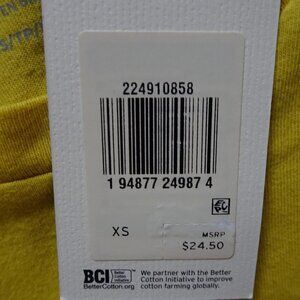 S/TP/
224910858
1 94877 24987 4
XS
MSRP
$24.50
BCI
Better
Cotton
Initiative
BetterCotton.org
We partner with the Better
Cotton Initiative to improve
cotton farming globally.